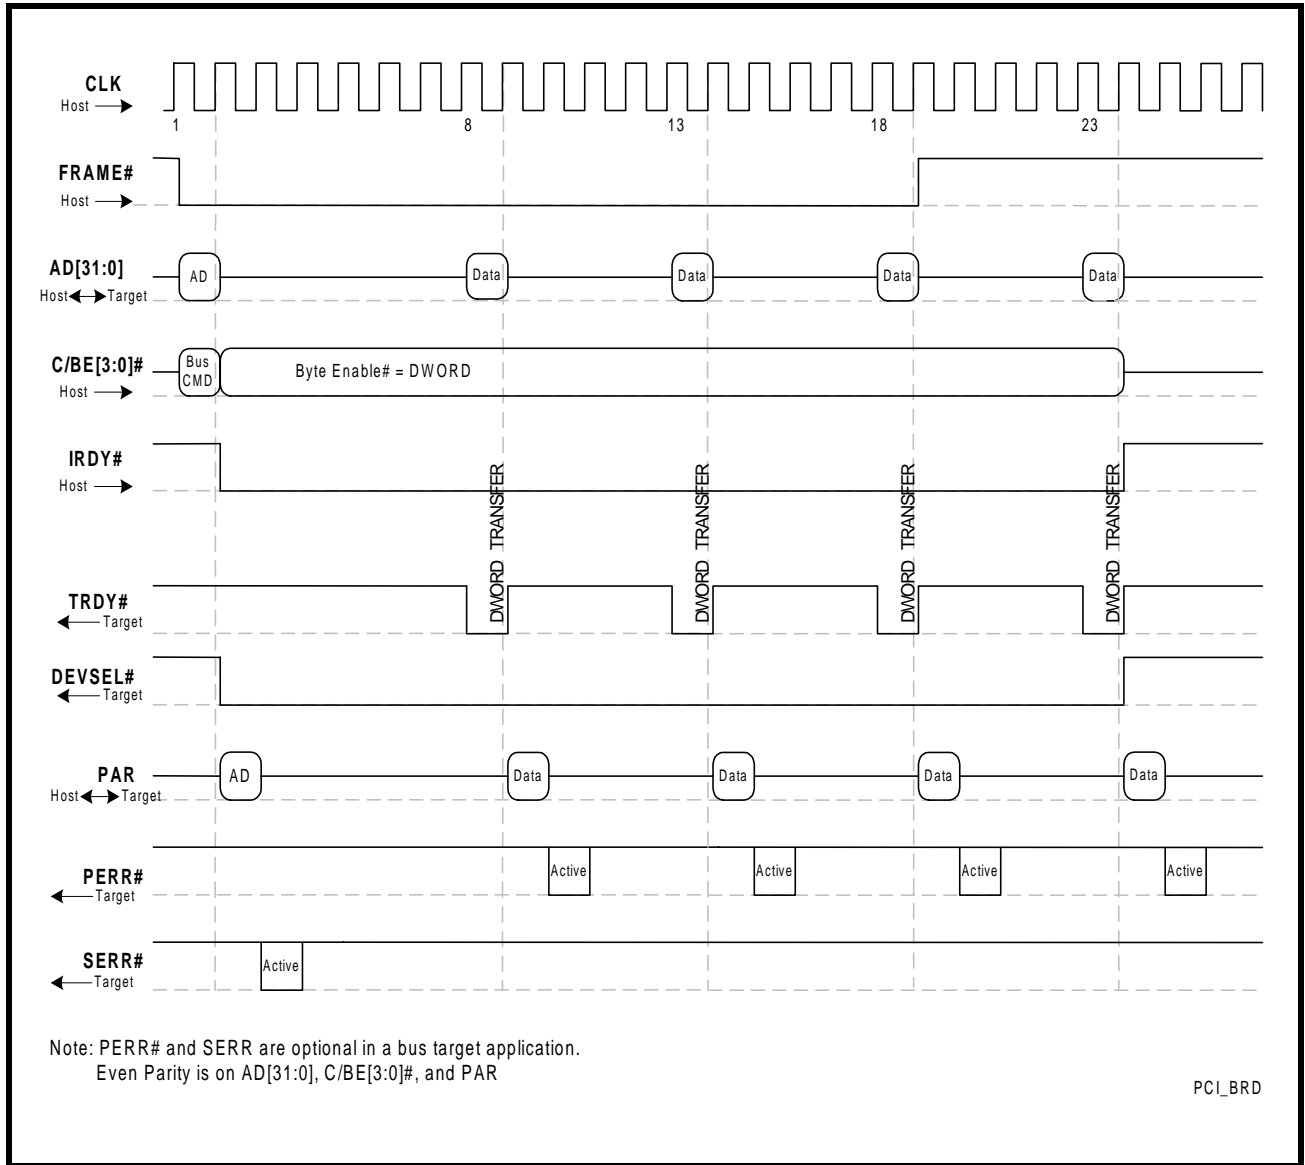 CLK
Host
1 8 13 18 23
FRAME#
Host
AD[31:0]
Host Target
AD Data Data Data Data
C/BE[3:0]#
Host
Bus
CMD
Byte Enable# = DWORD
IRDY#
Host
DWORD TRANSFER
DWORD TRANSFER
DWORD TRANSFER
DWORD TRANSFER
TRDY#
Target
DEVSEL#
Target
PAR
Host Target
AD Data Data Data Data
PERR#
Target
Active Active Active Active
SERR#
Target
Active
Note: PERR# and SERR are optional in a bus target application.
Even Parity is on AD[31:0], C/BE[3:0]#, and PAR
PCI_BRD